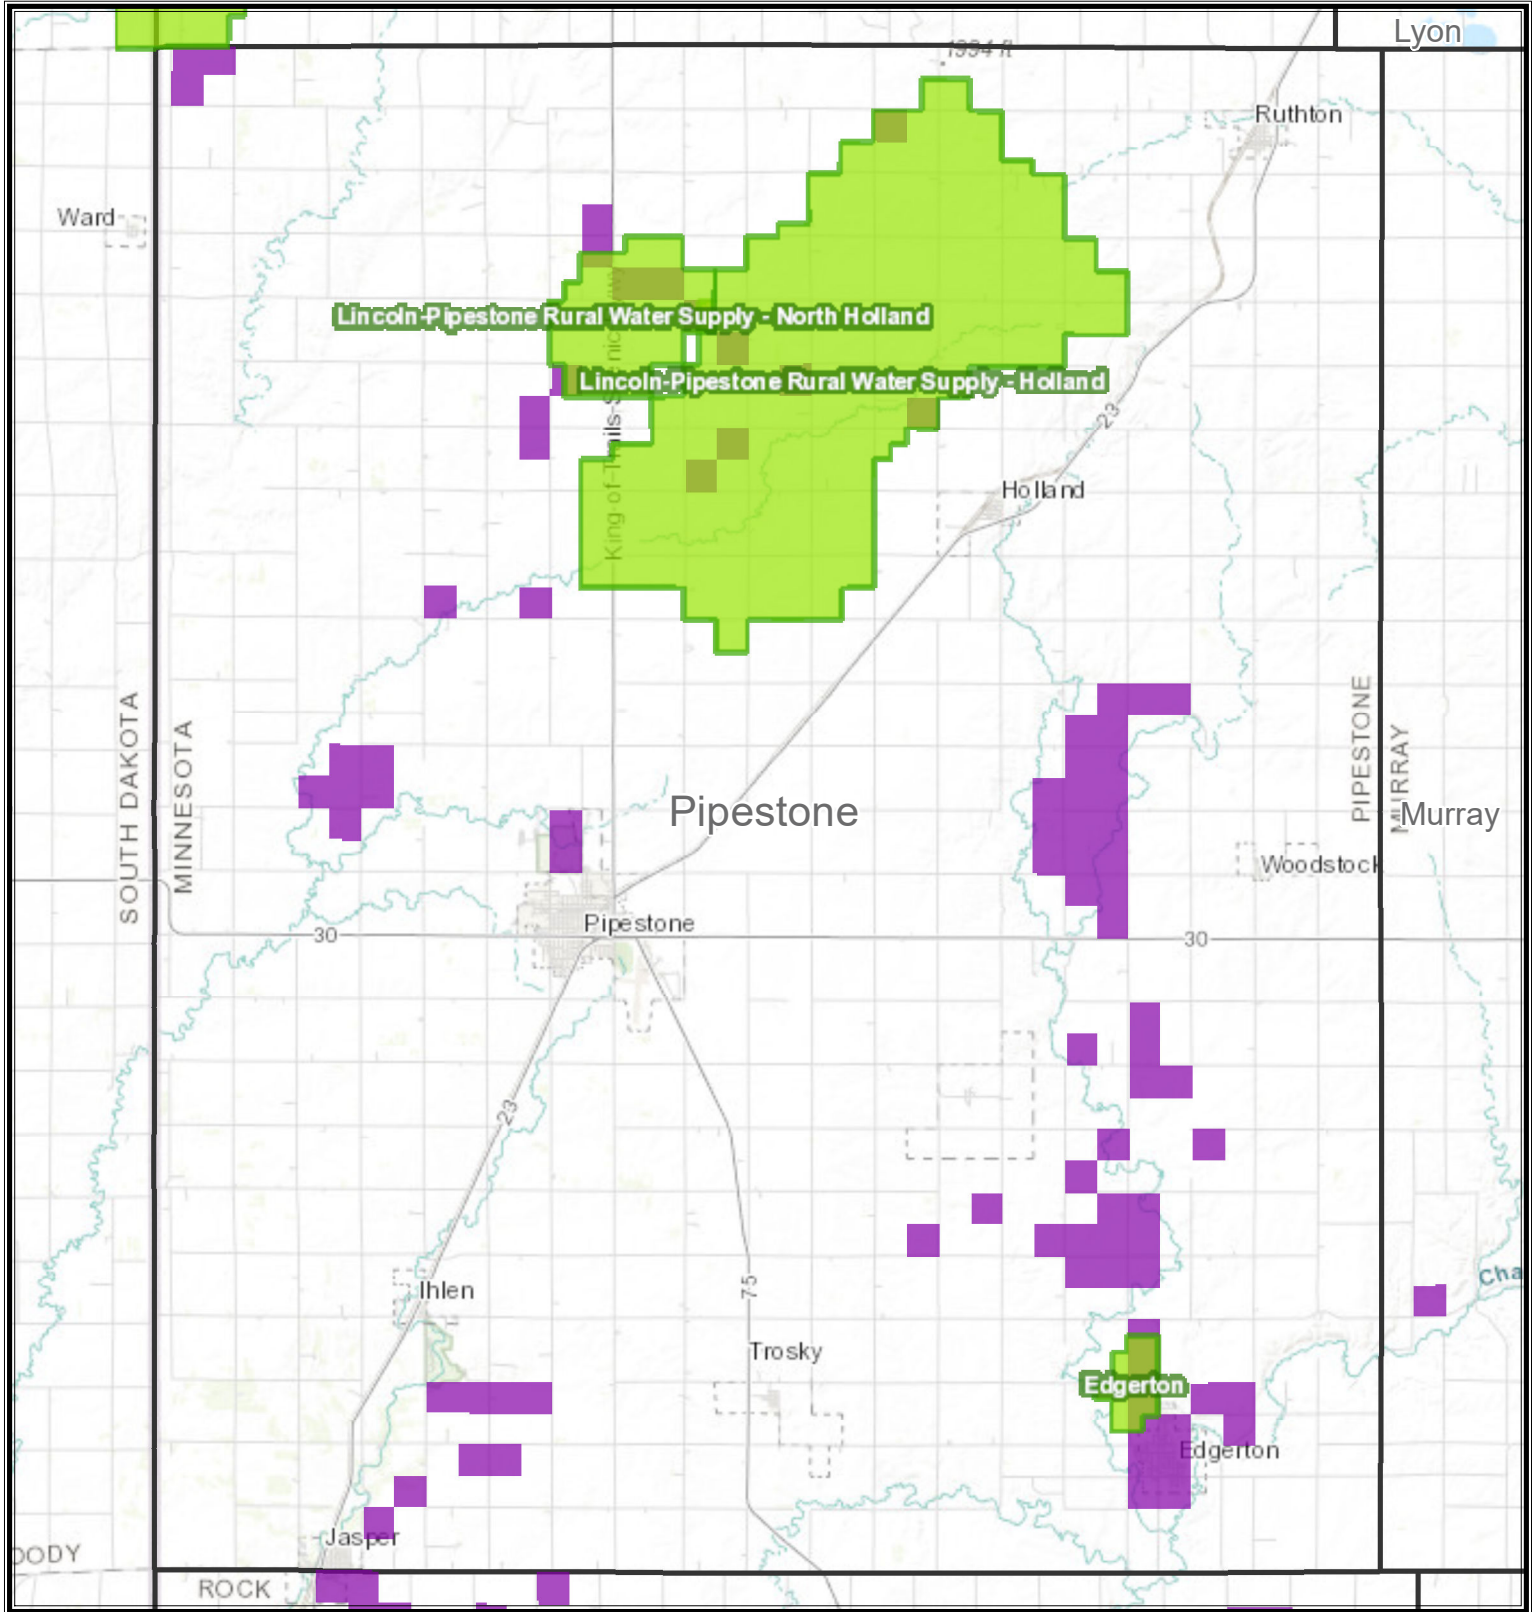 Lyon
1994 ft
Ruthton
Ward
Lincoln-Pipestone Rural Water Supply - North Holland
Lincoln-Pipestone Rural Water Supply - Holland
23
Holland
SOUTH DAKOTA
MINNESOTA
PIPESTONE
MURRAY
Pipestone
Murray
Woodstock
Pipestone
30
30
23
75
Ihlen
Cha
Trosky
Edgerton
Edgerton
Jasper
OODY
ROCK